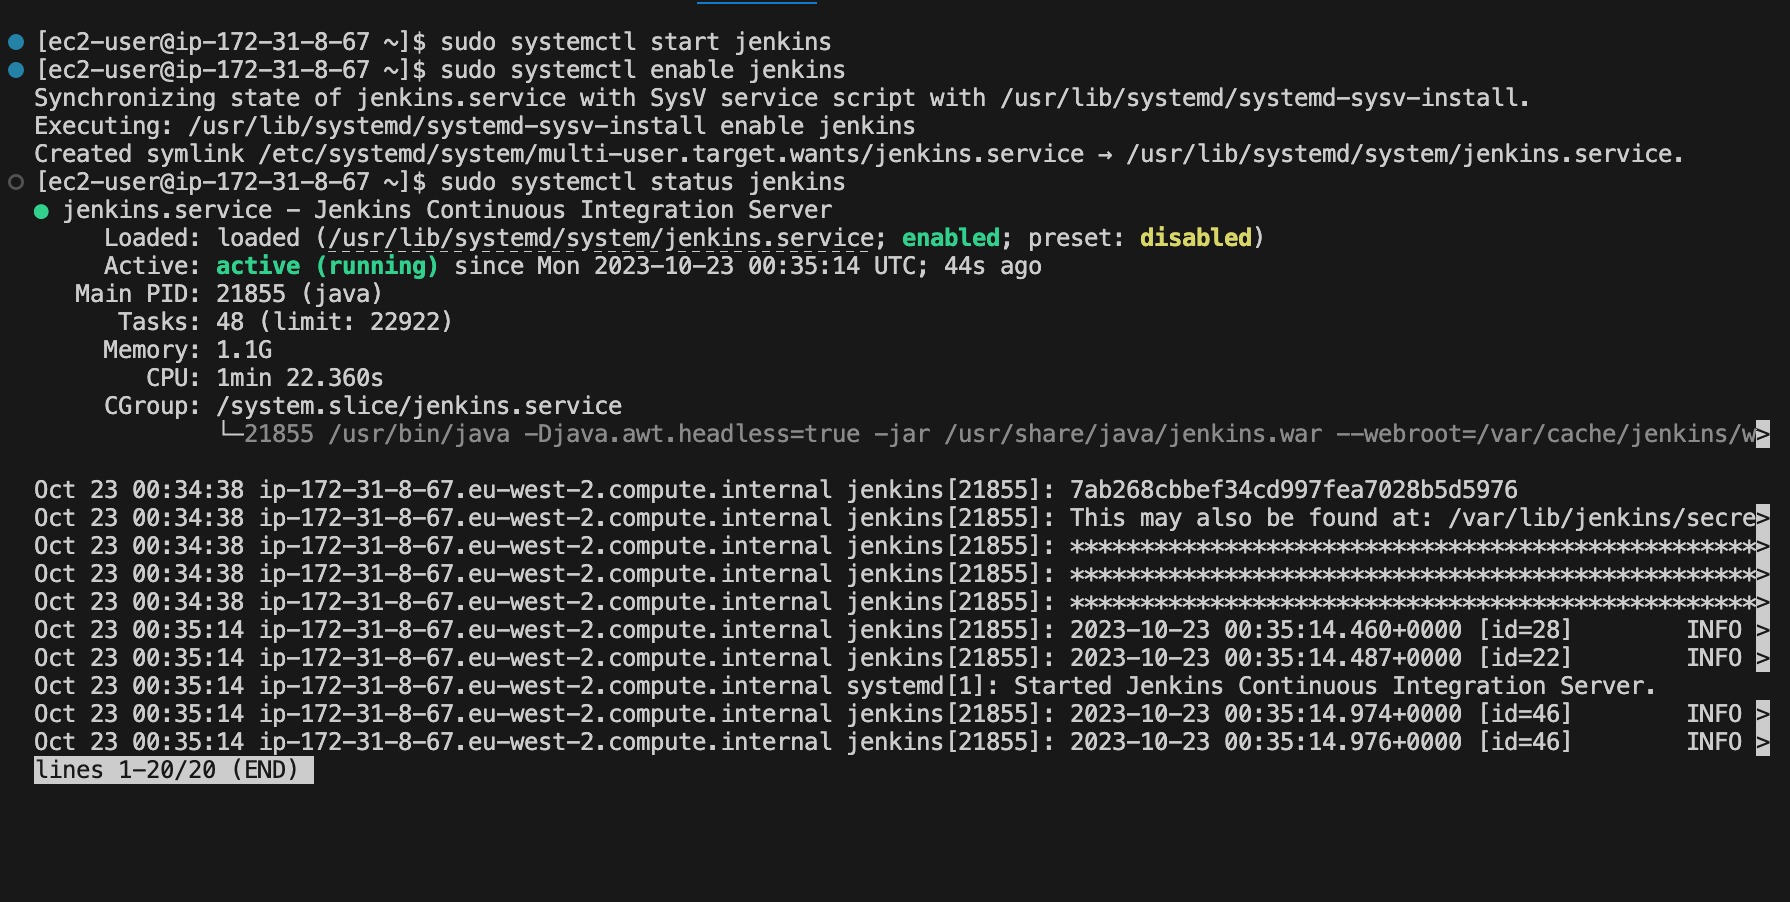 [ec2-user@ip-172-31-8-67 ~]$ sudo systemctl start jenkins
[ec2-user@ip-172-31-8-67 ~]$ sudo systemctl enable jenkins
Synchronizing state of jenkins.service with SysV service script with /usr/lib/systemd/systemd-sysv-install.
Executing: /usr/lib/systemd/systemd-sysv-install enable jenkins
Created symlink /etc/systemd/system/multi-user.target.wants/jenkins.service → /usr/lib/systemd/system/jenkins.service.
[ec2-user@ip-172-31-8-67 ~]$ sudo systemctl status jenkins
● jenkins.service - Jenkins Continuous Integration Server
Loaded: loaded (/usr/lib/systemd/system/jenkins.service; enabled; preset: disabled)
Active: active (running) since Mon 2023-10-23 00:35:14 UTC; 44s ago
Main PID: 21855 (java)
Tasks: 48 (limit: 22922)
Memory: 1.1G
CPU: 1min 22.360s
CGroup: /system.slice/jenkins.service
└─21855 /usr/bin/java -Djava.awt.headless=true -jar /usr/share/java/jenkins.war --webroot=/var/cache/jenkins/w>
Oct 23 00:34:38 ip-172-31-8-67.eu-west-2.compute.internal jenkins[21855]: 7ab268cbbef34cd997fea7028b5d5976
Oct 23 00:34:38 ip-172-31-8-67.eu-west-2.compute.internal jenkins[21855]: This may also be found at: /var/lib/jenkins/secre>
Oct 23 00:34:38 ip-172-31-8-67.eu-west-2.compute.internal jenkins[21855]: *************************************************>
Oct 23 00:34:38 ip-172-31-8-67.eu-west-2.compute.internal jenkins[21855]: *************************************************>
Oct 23 00:34:38 ip-172-31-8-67.eu-west-2.compute.internal jenkins[21855]: *************************************************>
Oct 23 00:35:14 ip-172-31-8-67.eu-west-2.compute.internal jenkins[21855]: 2023-10-23 00:35:14.460+0000 [id=28]        INFO >
Oct 23 00:35:14 ip-172-31-8-67.eu-west-2.compute.internal jenkins[21855]: 2023-10-23 00:35:14.487+0000 [id=22]        INFO >
Oct 23 00:35:14 ip-172-31-8-67.eu-west-2.compute.internal systemd[1]: Started Jenkins Continuous Integration Server.
Oct 23 00:35:14 ip-172-31-8-67.eu-west-2.compute.internal jenkins[21855]: 2023-10-23 00:35:14.974+0000 [id=46]        INFO >
Oct 23 00:35:14 ip-172-31-8-67.eu-west-2.compute.internal jenkins[21855]: 2023-10-23 00:35:14.976+0000 [id=46]        INFO >
lines 1-20/20 (END)